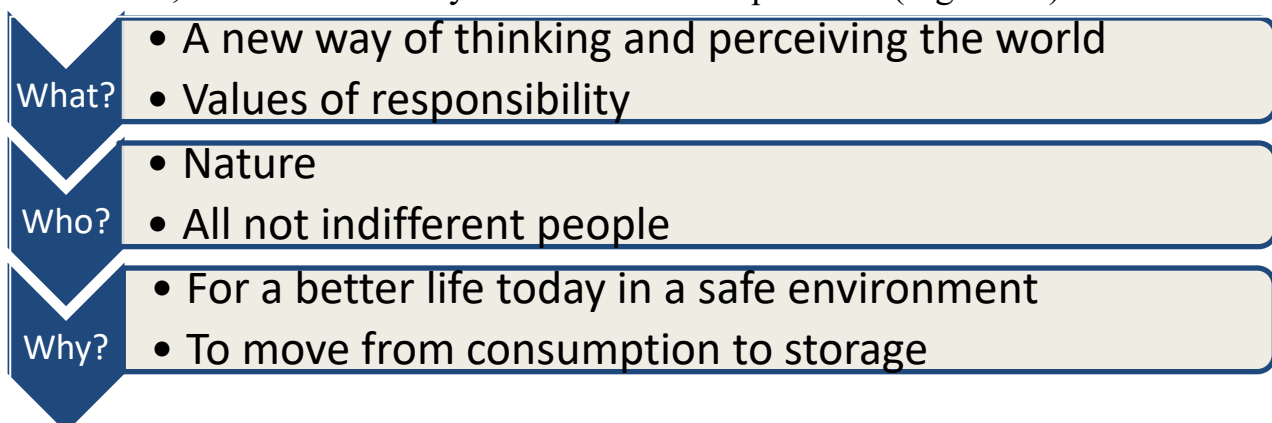 What?
• A new way of thinking and perceiving the world
• Values of responsibility
Who?
• Nature
• All not indifferent people
Why?
• For a better life today in a safe environment
• To move from consumption to storage